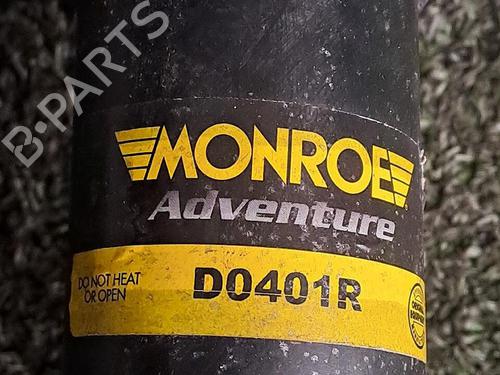 B-PARTS
MONROE
Adventure
DO NOT HEAT
OR OPEN
D0401R